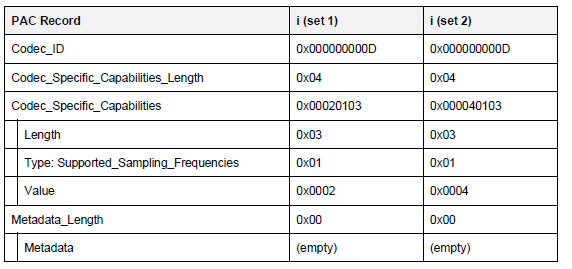 PAC Record i (set 1) i (set 2)
Codec_ID 0x000000000D 0x000000000D
Codec_Specific_Capabilities_Length 0x04 0x04
Codec_Specific_Capabilities 0x00020103 0x000040103
Length 0x03 0x03
Type: Supported_Sampling_Frequencies 0x01 0x01
Value 0x0002 0x0004
Metadata_Length 0x00 0x00
Metadata (empty) (empty)